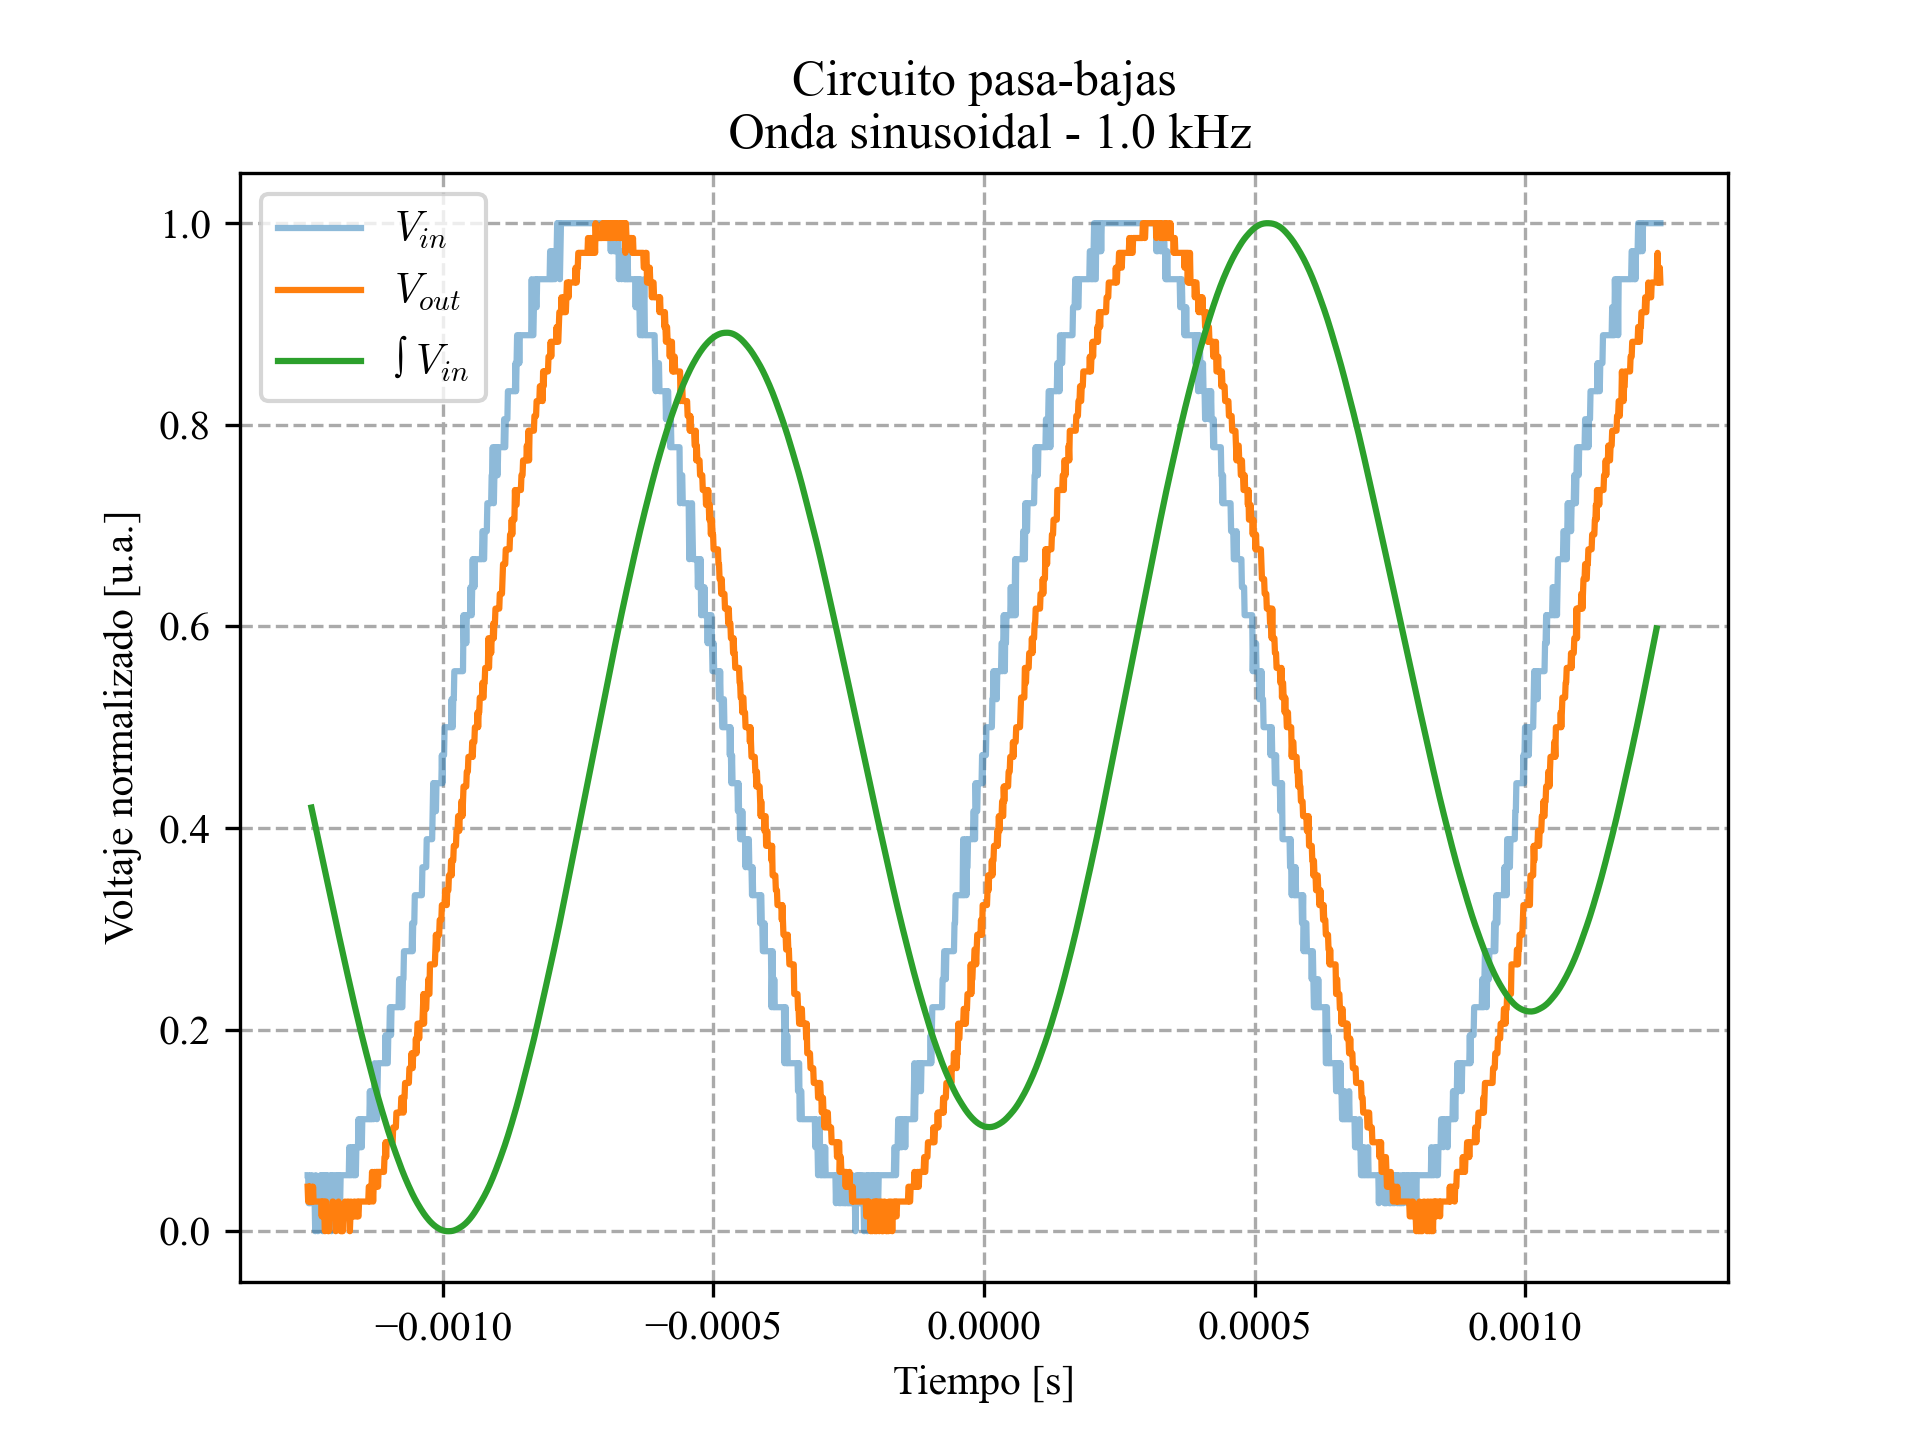 Circuito pasa-bajas
Onda sinusoidal - 1.0 kHz
V_in
V_out
∫ V_in
1.0
0.8
0.6
0.4
0.2
0.0
Voltaje normalizado [u.a.]
−0.0010
−0.0005
0.0000
0.0005
0.0010
Tiempo [s]